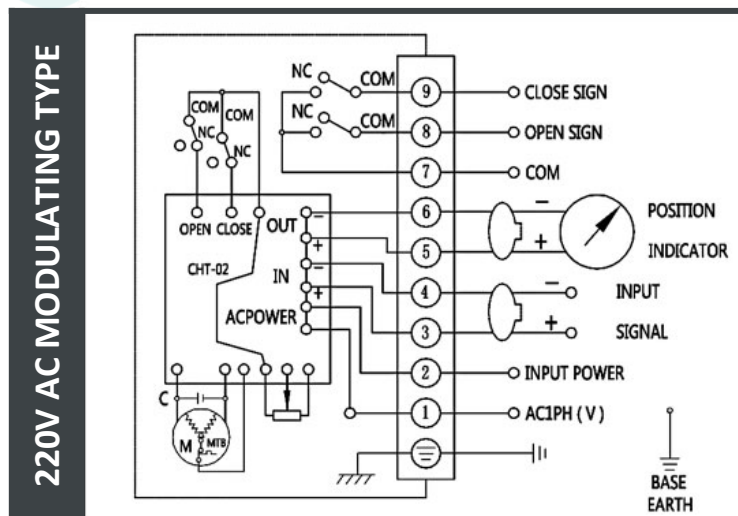 220V AC MODULATING TYPE
NC COM 9 CLOSE SIGN
COM COM NC COM 8 OPEN SIGN
NC NC 7 COM
OPEN CLOSE OUT − 6 − POSITION
+ 5 + INDICATOR
CHT-02 IN − 4 − INPUT
+ 3 + SIGNAL
ACPOWER 2 INPUT POWER
C 1 AC1PH ( V )
M MTB
BASE
EARTH